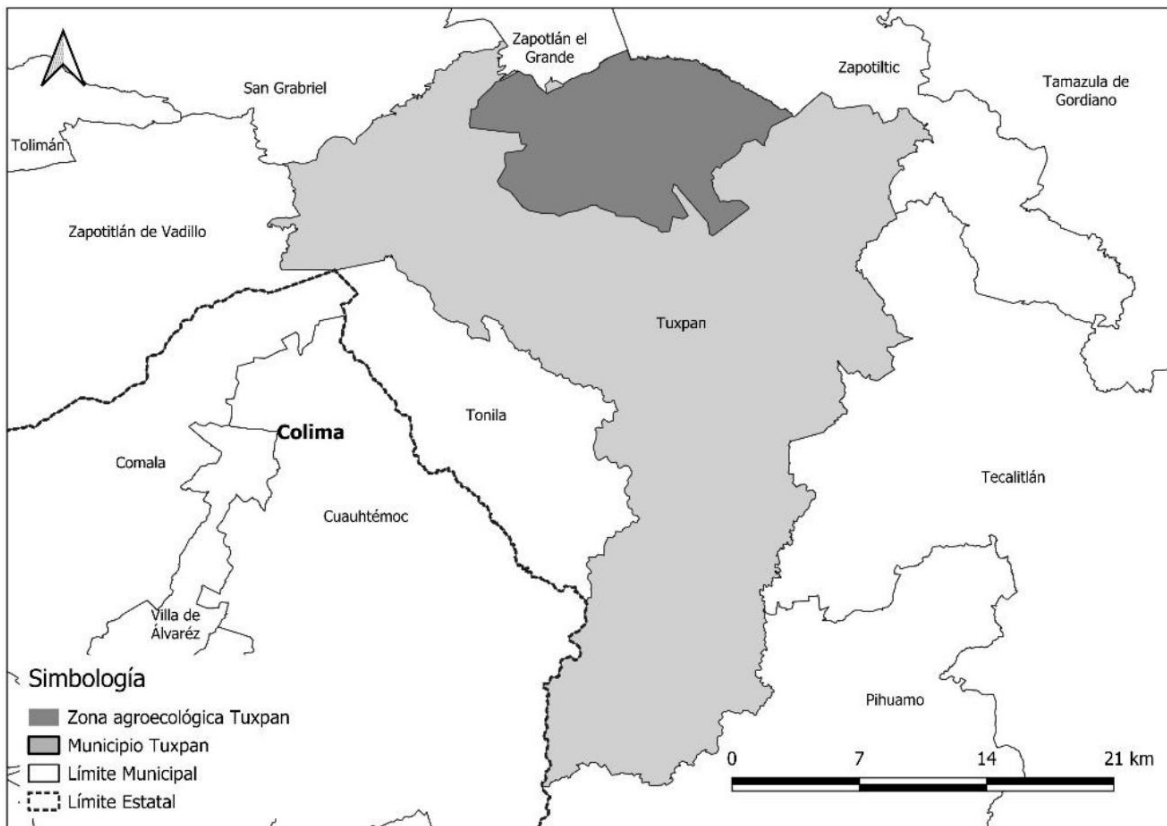 Zapotlán el
Grande
Zapotiltic
Tamazula de
Gordiano
San Grabriel
Tolimán
Zapotitlán de Vadillo
Tuxpan
Tonila
Colima
Comala
Tecalitlán
Cuauhtémoc
Villa de
Álvaréz
Pihuamo
Simbología
Zona agroecológica Tuxpan
Municipio Tuxpan
Límite Municipal
Límite Estatal
0 7 14 21 km